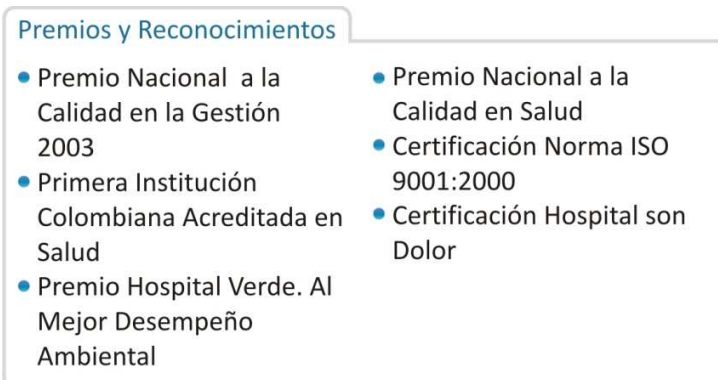 Premios y Reconocimientos
Premio Nacional a la
Calidad en la Gestión
2003
Primera Institución
Colombiana Acreditada en
Salud
Premio Hospital Verde. Al
Mejor Desempeño
Ambiental
Premio Nacional a la
Calidad en Salud
Certificación Norma ISO
9001:2000
Certificación Hospital son
Dolor